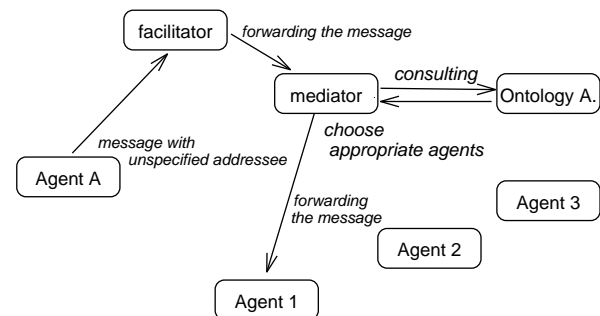 facilitator
forwarding the message
mediator
consulting
Ontology A.
message with
unspecified addressee
choose
appropriate agents
Agent A
forwarding
the message
Agent 3
Agent 2
Agent 1